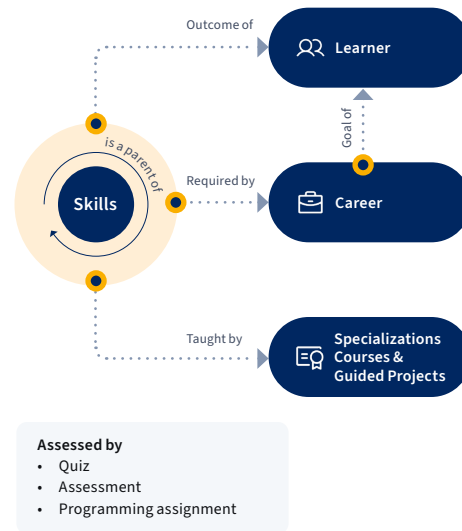 Outcome of
Learner
is a parent of
Goal of
Skills
Required by
Career
Taught by
Specializations
Courses &
Guided Projects
Assessed by
• Quiz
• Assessment
• Programming assignment